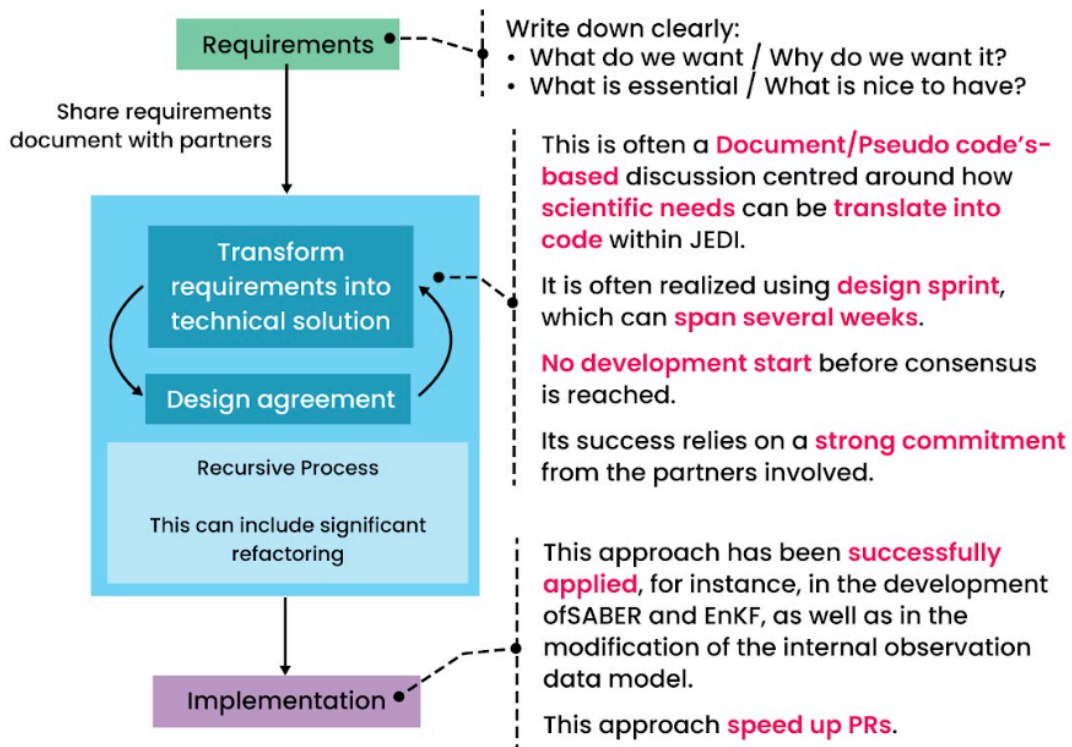 Requirements
Write down clearly:
• What do we want / Why do we want it?
• What is essential / What is nice to have?
Share requirements
document with partners
This is often a Document/Pseudo code's-
based discussion centred around how
scientific needs can be translate into
code within JEDI.
It is often realized using design sprint,
which can span several weeks.
No development start before consensus
is reached.
Its success relies on a strong commitment
from the partners involved.
Transform
requirements into
technical solution
Design agreement
Recursive Process
This can include significant
refactoring
This approach has been successfully
applied, for instance, in the development
ofSABER and EnKF, as well as in the
modification of the internal observation
data model.
This approach speed up PRs.
Implementation